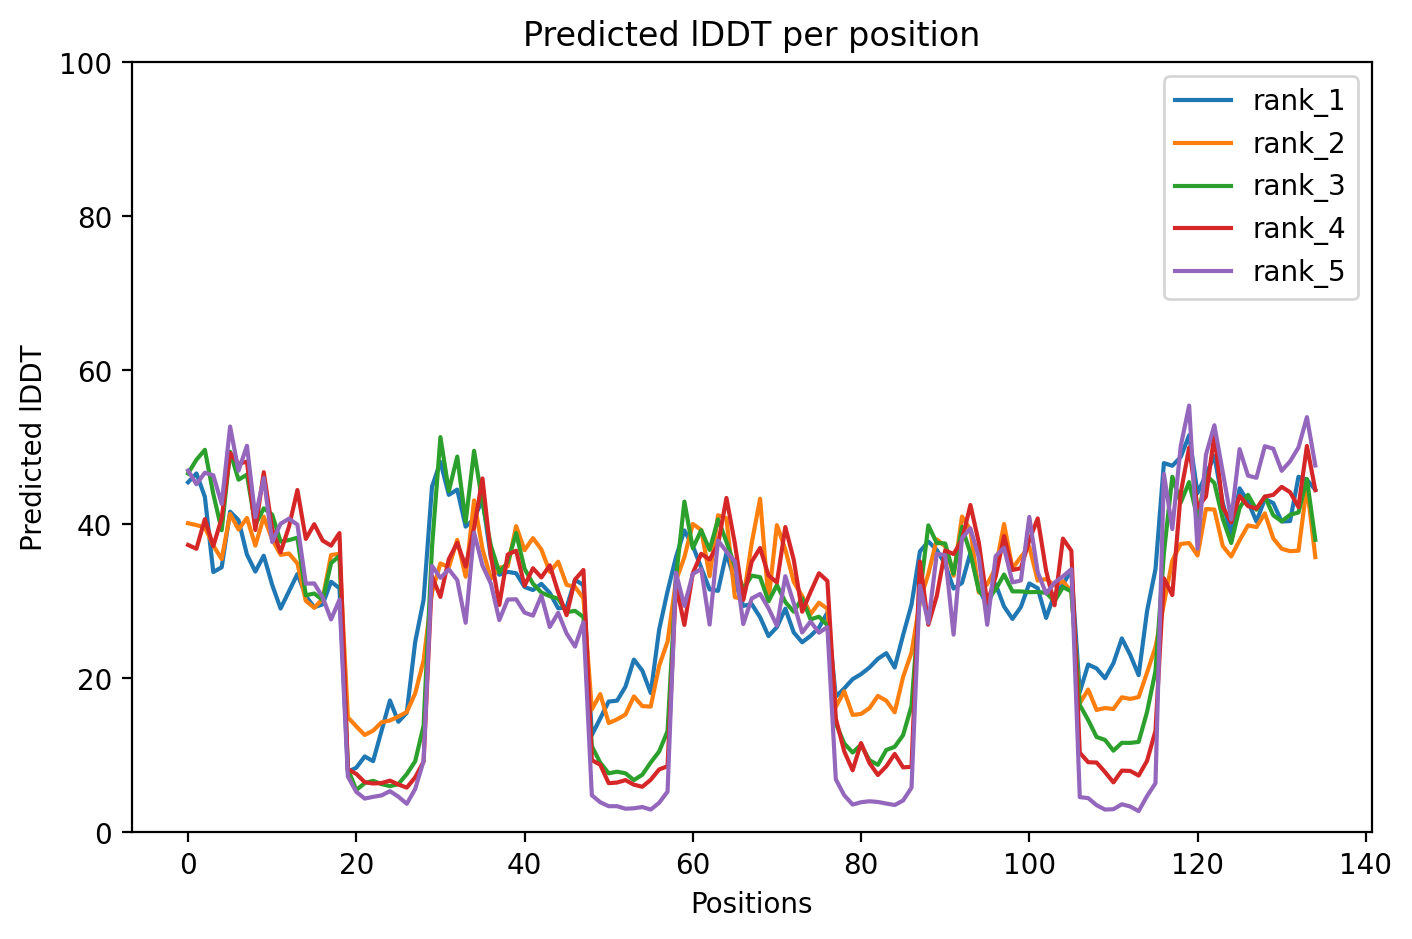 Predicted lDDT per position
100
80
60
40
20
0
Predicted lDDT
rank_1
rank_2
rank_3
rank_4
rank_5
0 20 40 60 80 100 120 140
Positions